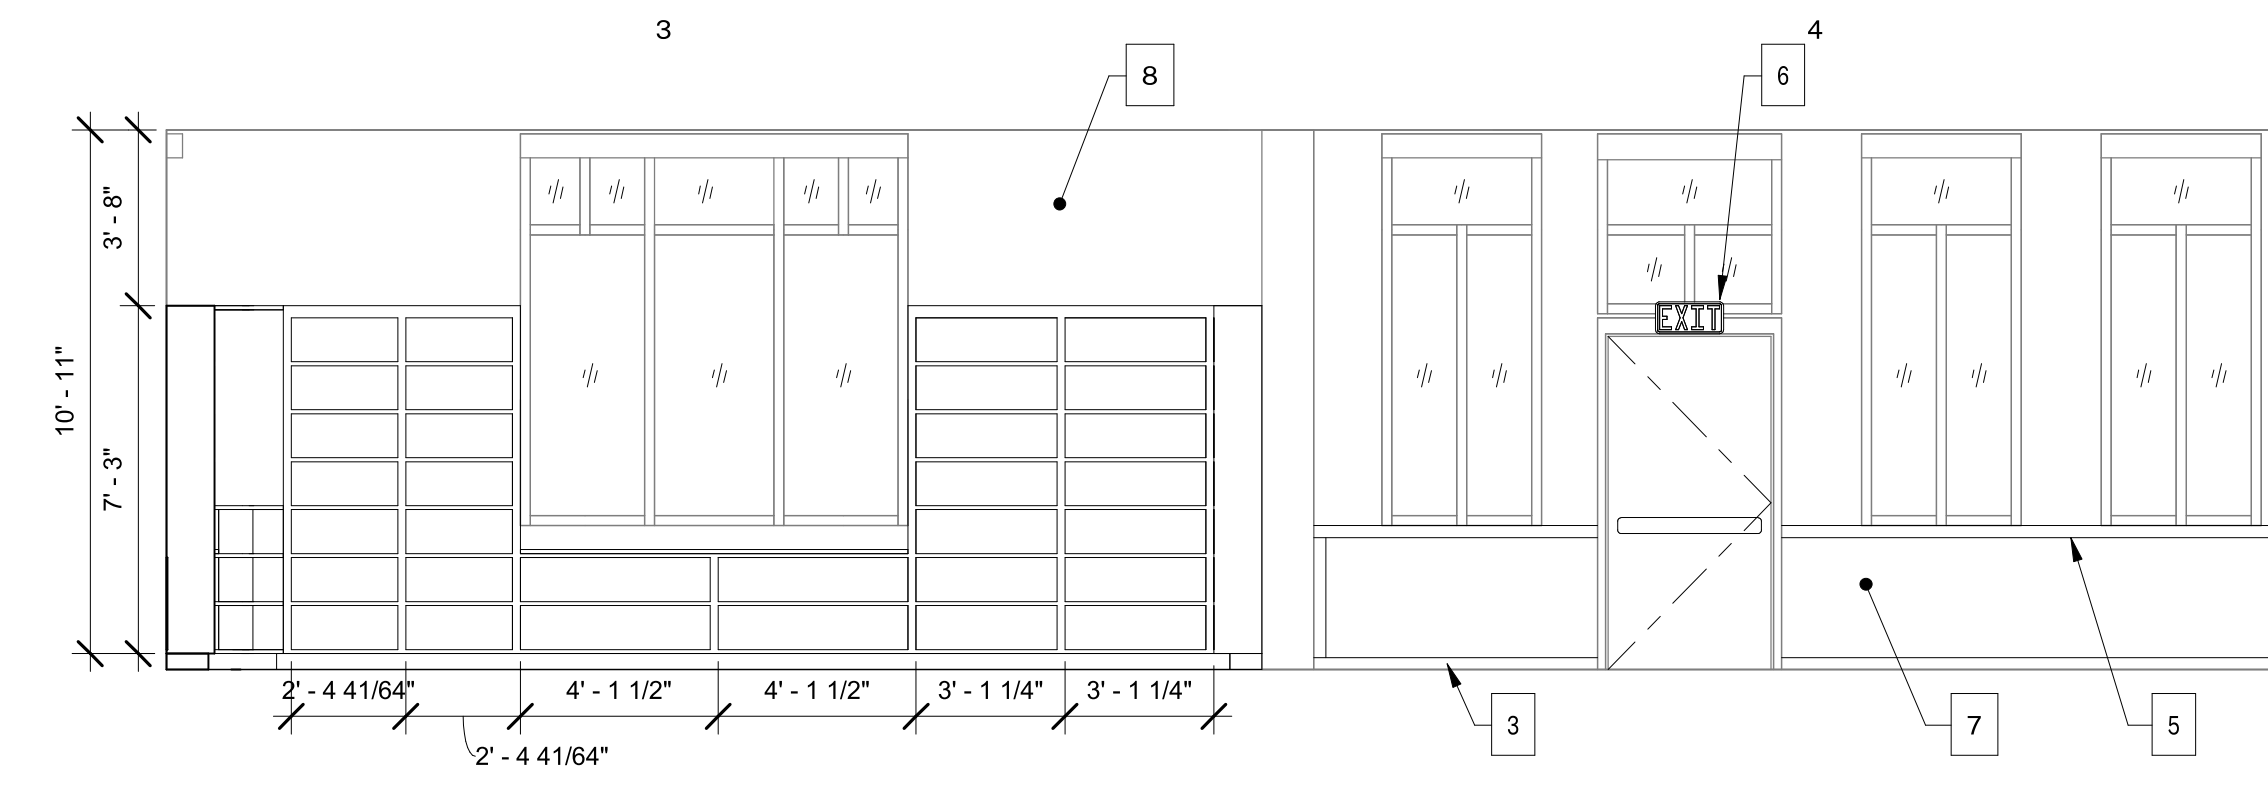 3
4
8
6
3' - 8"
10' - 11"
7' - 3"
EXIT
2' - 4 41/64"
4' - 1 1/2"
4' - 1 1/2"
3' - 1 1/4"
3' - 1 1/4"
2' - 4 41/64"
3
7
5